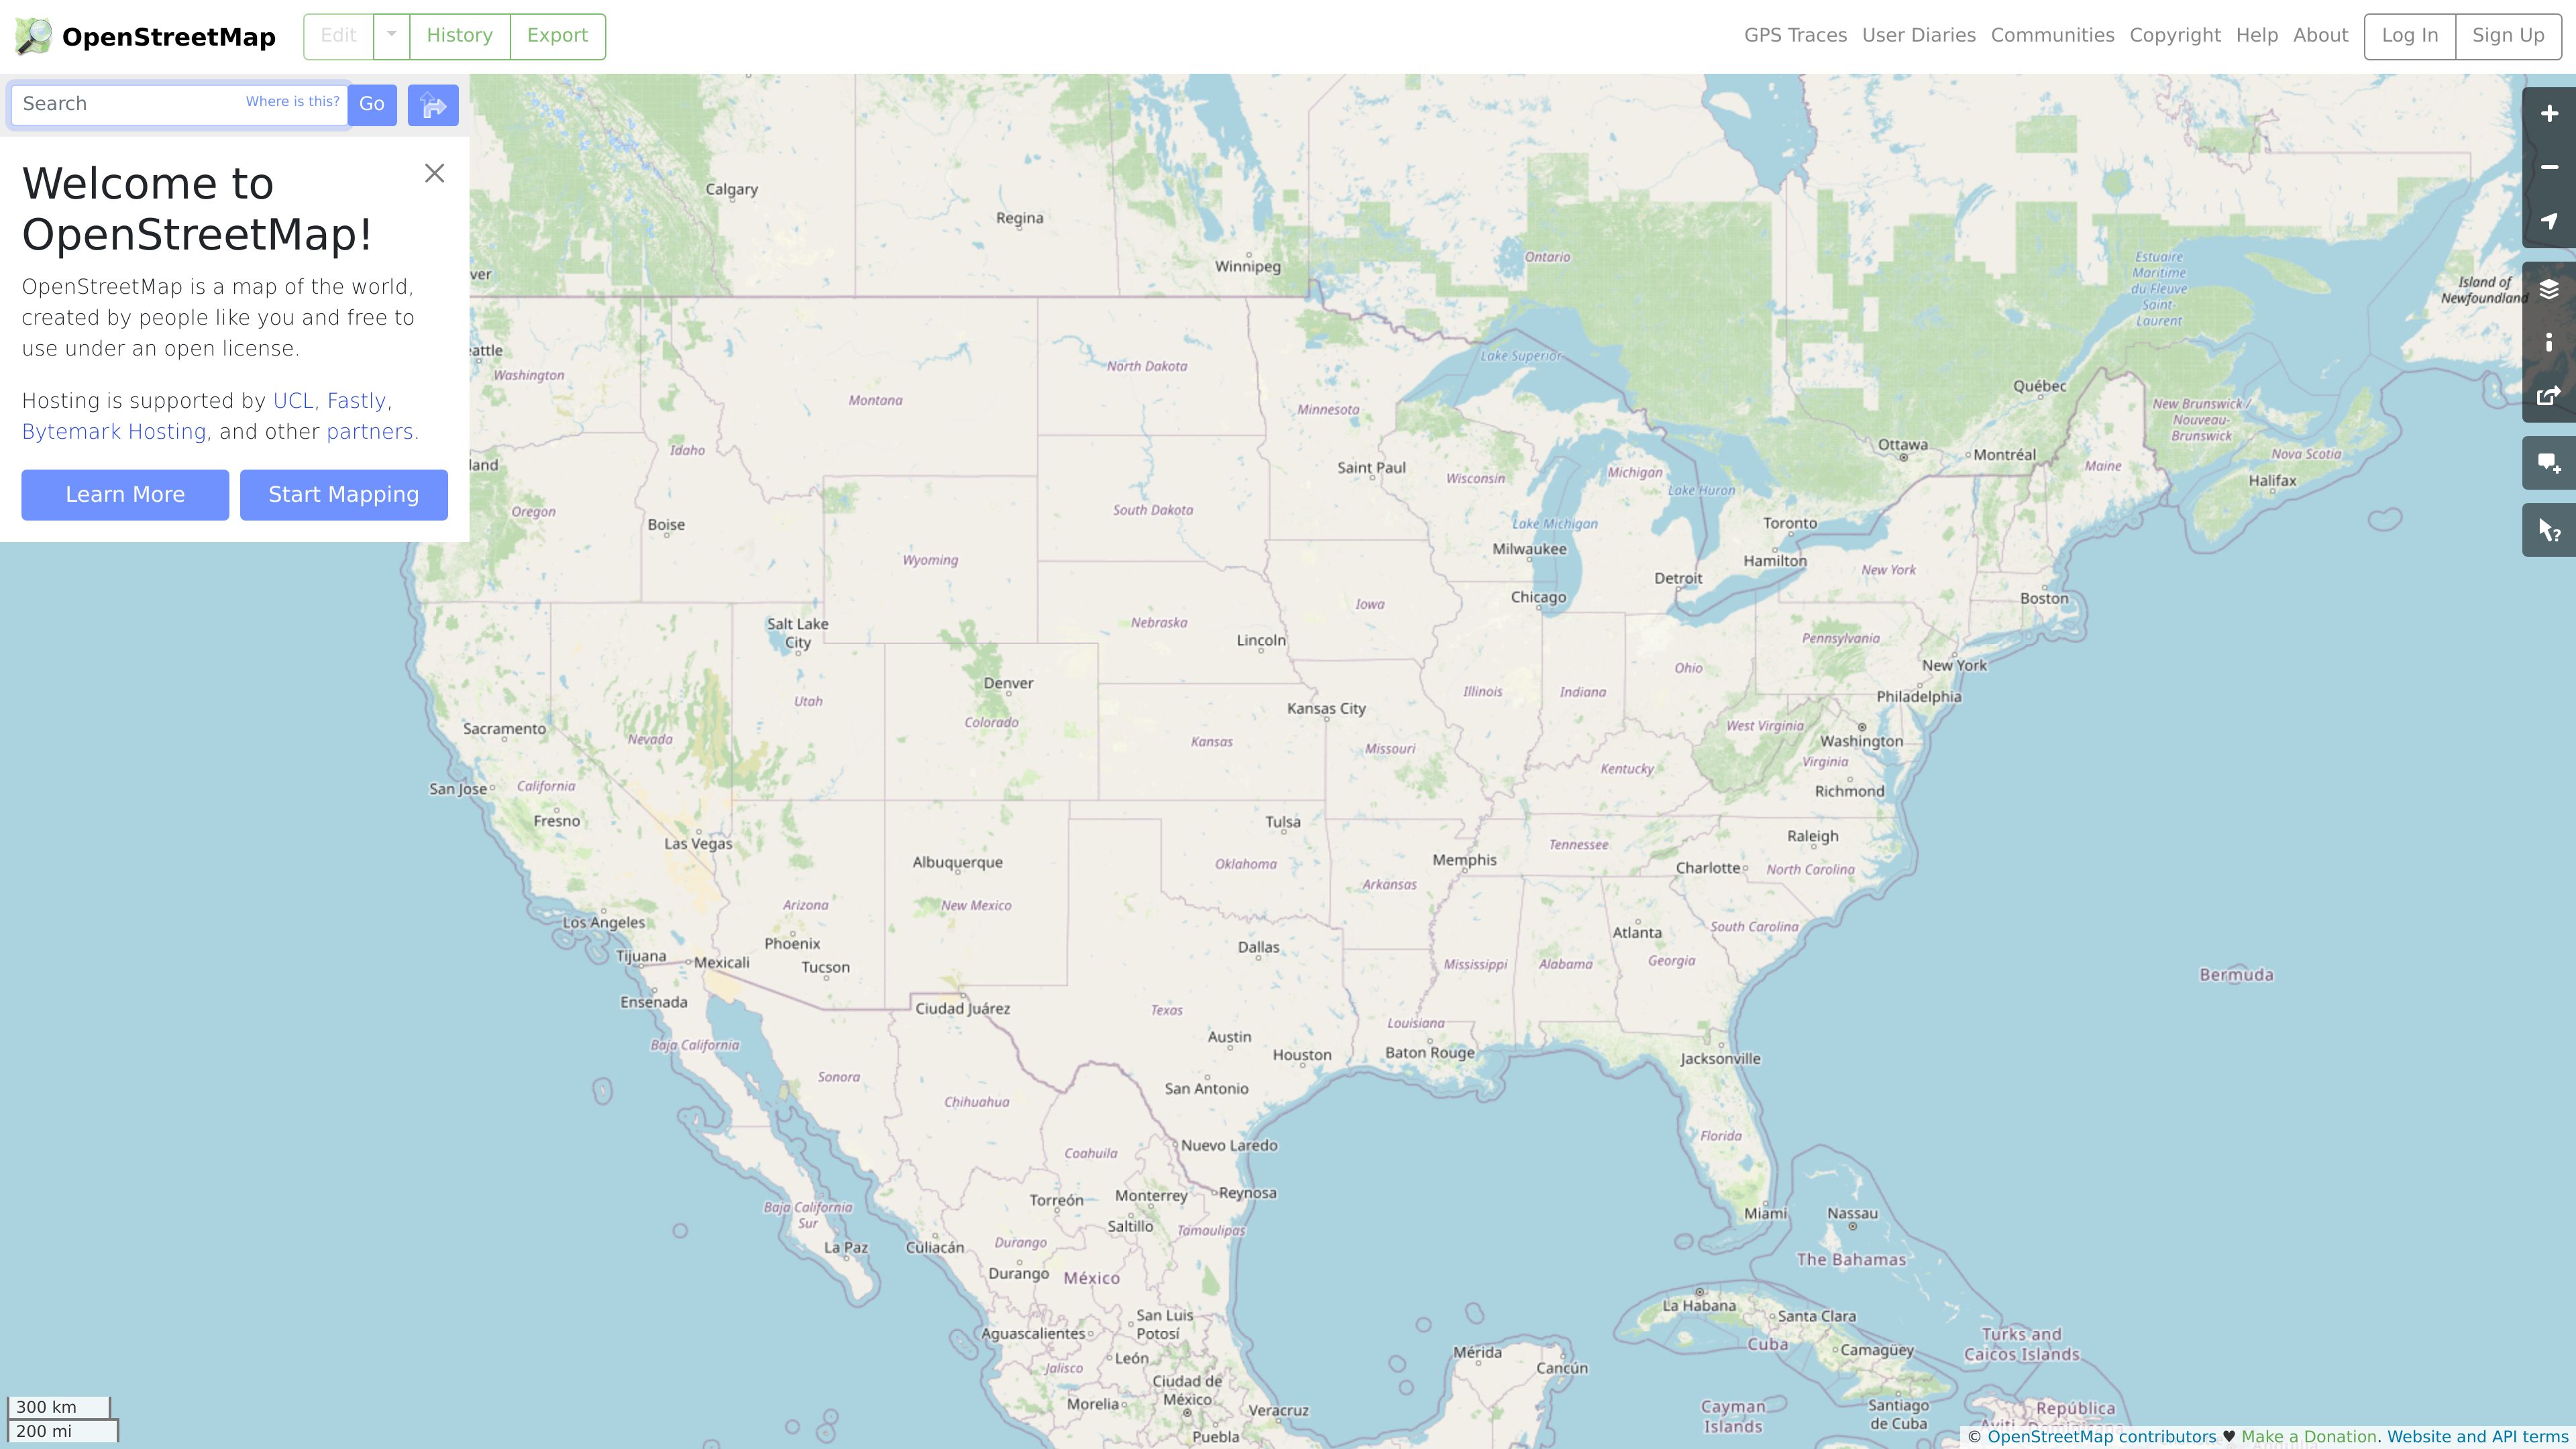 OpenStreetMap
Edit
History
Export
GPS Traces
User Diaries
Communities
Copyright
Help
About
Log In
Sign Up
Search
Where is this?
Go
Welcome to
OpenStreetMap!
OpenStreetMap is a map of the world,
created by people like you and free to
use under an open license.
Hosting is supported by UCL, Fastly,
Bytemark Hosting, and other partners.
Learn More
Start Mapping
Calgary
Regina
Winnipeg
Ontario
Estuaire
Maritime
du Fleuve
Saint-
Laurent
Island of
Newfoundland
ver
eattle
Washington
North Dakota
Lake Superior
Montana
Minnesota
Québec
New Brunswick /
Nouveau-
Brunswick
Idaho
land
Saint Paul
Wisconsin
Michigan
Ottawa
Montréal
Maine
Nova Scotia
Halifax
Lake Huron
Oregon
Boise
South Dakota
Lake Michigan
Toronto
Milwaukee
Hamilton
Wyoming
Detroit
New York
Chicago
Iowa
Boston
Salt Lake
City
Nebraska
Lincoln
Pennsylvania
New York
Ohio
Denver
Utah
Illinois
Indiana
Philadelphia
Colorado
Kansas City
Sacramento
Nevada
Kansas
Missouri
West Virginia
Washington
Kentucky
Virginia
San Jose
California
Richmond
Fresno
Las Vegas
Tulsa
Raleigh
Tennessee
Albuquerque
Oklahoma
Memphis
Charlotte
North Carolina
Arkansas
Arizona
New Mexico
Los Angeles
Phoenix
Dallas
Atlanta
South Carolina
Tijuana
Mexicali
Tucson
Mississippi
Alabama
Georgia
Bermuda
Ensenada
Ciudad Juárez
Texas
Louisiana
Baja California
Austin
Houston
Baton Rouge
Jacksonville
Sonora
San Antonio
Chihuahua
Florida
Coahuila
Nuevo Laredo
Torreón
Monterrey
Reynosa
Baja California
Sur
Saltillo
Tamaulipas
Miami
Nassau
La Paz
Culiacán
Durango
The Bahamas
Durango
México
La Habana
Santa Clara
San Luis
Potosí
Aguascalientes
Cuba
Camagüey
Turks and
Caicos Islands
Mérida
Cancún
León
Jalisco
Ciudad de
México
Morelia
Veracruz
Puebla
Cayman
Islands
Santiago
de Cuba
República
300 km
200 mi
© OpenStreetMap contributors ♥ Make a Donation. Website and API terms